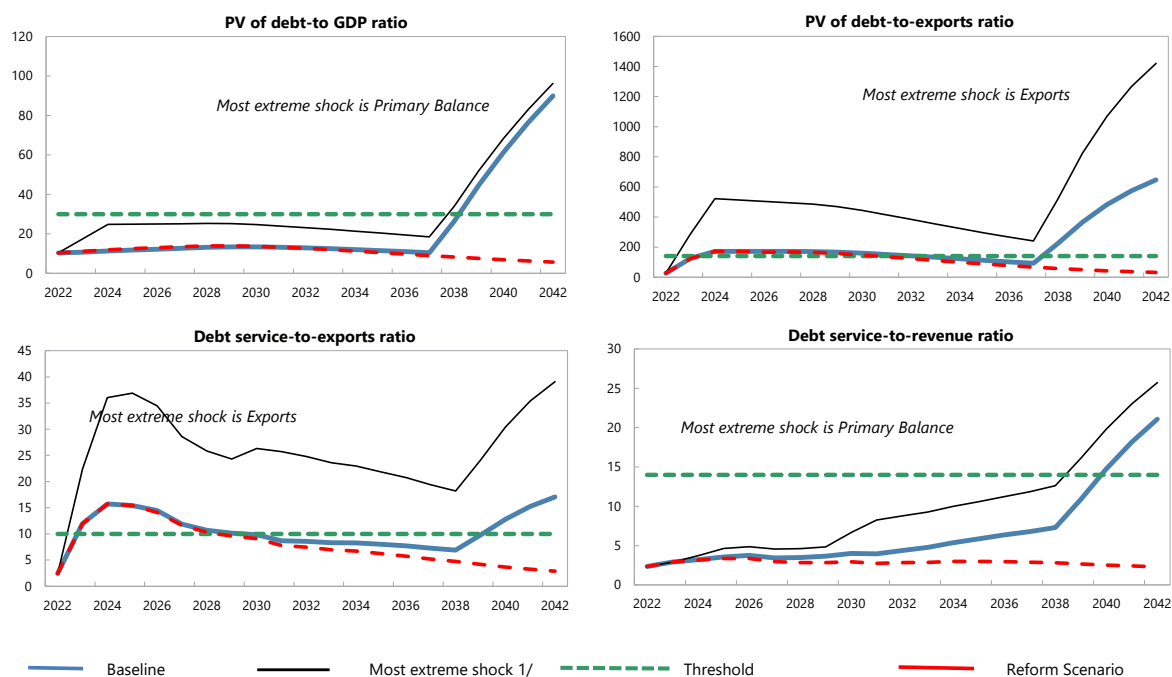 PV of debt-to GDP ratio
120
100
80
60
40
20
0
Most extreme shock is Primary Balance
2022 2024 2026 2028 2030 2032 2034 2036 2038 2040 2042
PV of debt-to-exports ratio
1600
1400
1200
1000
800
600
400
200
0
Most extreme shock is Exports
2022 2024 2026 2028 2030 2032 2034 2036 2038 2040 2042
Debt service-to-exports ratio
45
40
35
30
25
20
15
10
5
0
Most extreme shock is Exports
2022 2024 2026 2028 2030 2032 2034 2036 2038 2040 2042
Debt service-to-revenue ratio
30
25
20
15
10
5
0
Most extreme shock is Primary Balance
2022 2024 2026 2028 2030 2032 2034 2036 2038 2040 2042
Baseline Most extreme shock 1/ Threshold Reform Scenario